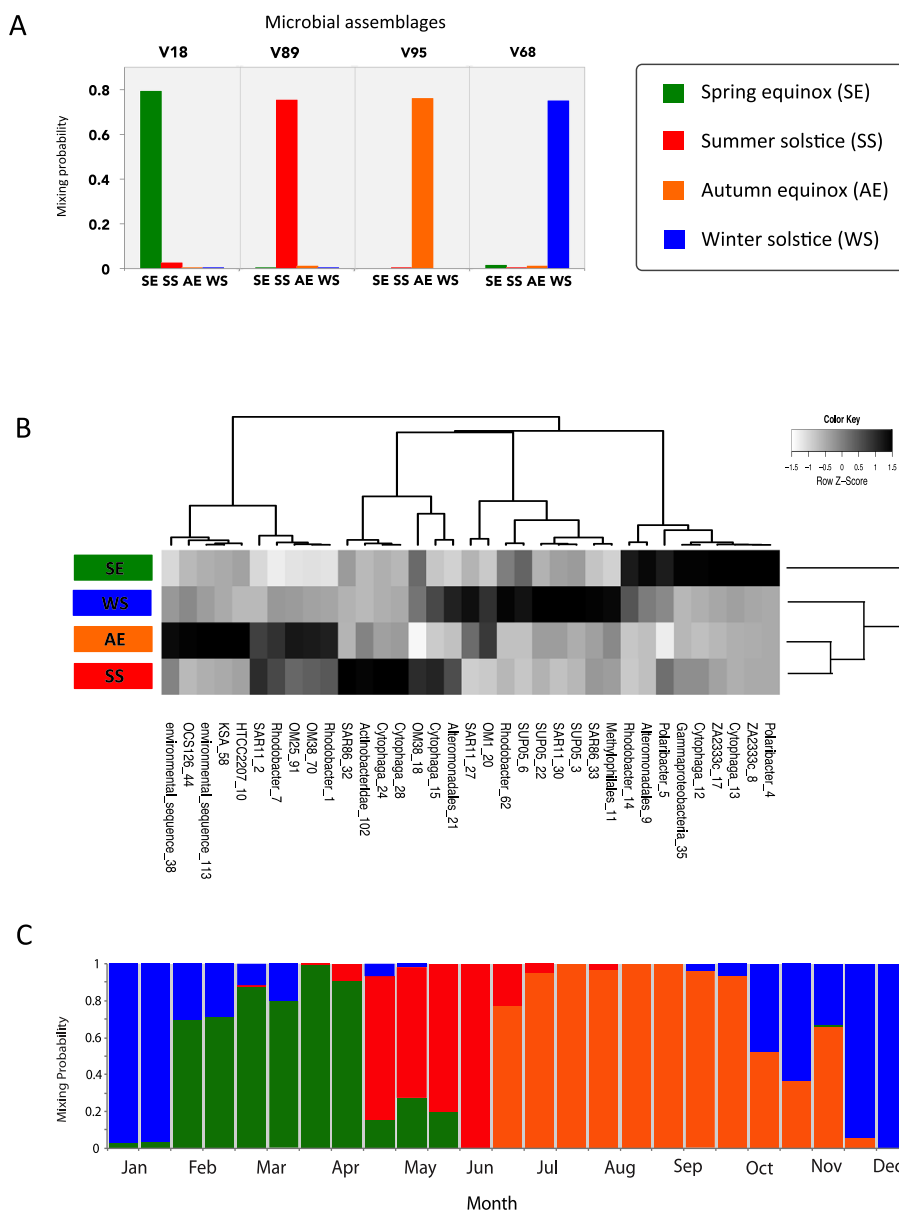 A
Microbial assemblages
V18 V89 V95 V68
Mixing probability
0.8
0.6
0.4
0.2
0
SE SS AE WS SE SS AE WS SE SS AE WS SE SS AE WS
Spring equinox (SE)
Summer solstice (SS)
Autumn equinox (AE)
Winter solstice (WS)
B
Color Key
-1.5 -1 -0.5 0 0.5 1 1.5
Row Z-Score
SE
WS
AE
SS
environmental_sequence_38
OCS126_44
environmental_sequence_113
KSA_58
HTCC2207_10
SAR11_2
Rhodobacter_7
OM25_91
OM38_70
Rhodobacter_1
SAR86_32
Actinobacteridae_102
Cytophaga_24
Cytophaga_28
OM38_18
Cytophaga_15
Alteromonadales_21
SAR11_27
OM1_20
Rhodobacter_62
SUP05_6
SUP05_22
SAR11_30
SUP05_3
SAR86_33
Methylophilales_11
Rhodobacter_14
Alteromonadales_9
Polaribacter_5
Gammaproteobacteria_35
Cytophaga_12
ZA2333c_17
Cytophaga_13
ZA2333c_8
Polaribacter_4
C
Mixing Probability
1
0.8
0.6
0.4
0.2
0
Jan Feb Mar Apr May Jun Jul Aug Sep Oct Nov Dec
Month